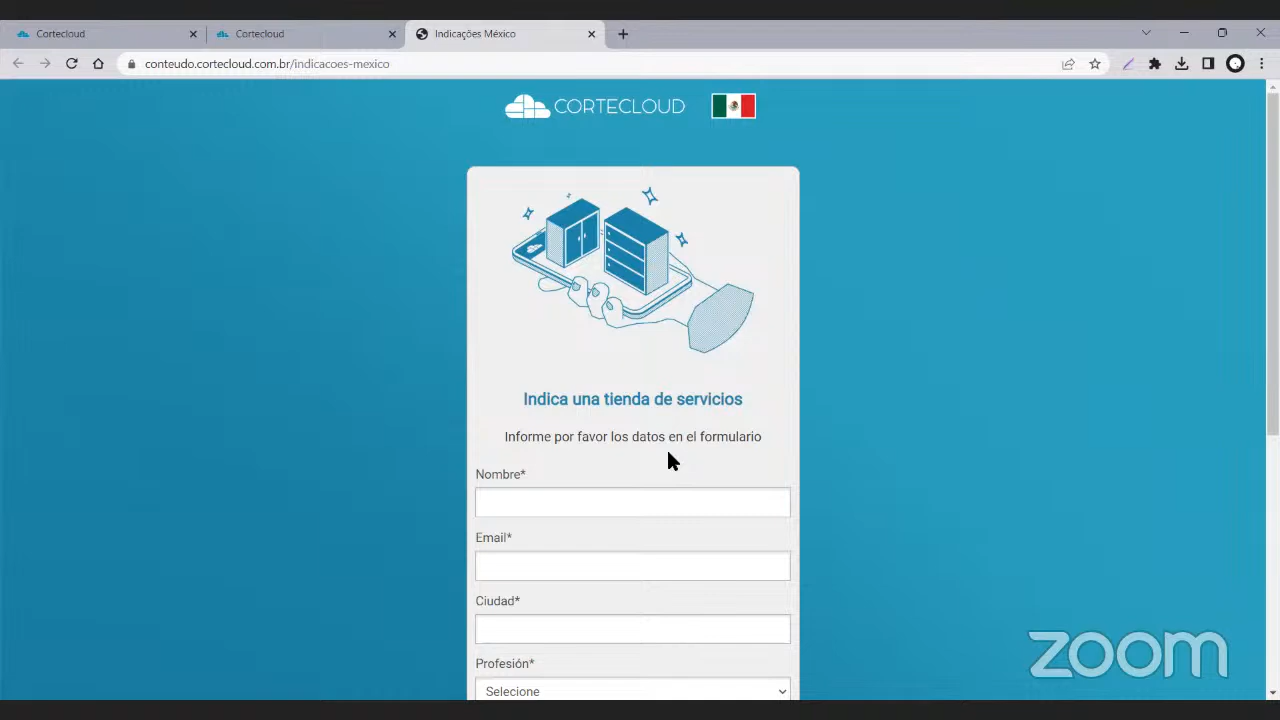 Cortecloud
Cortecloud
Indicações México
conteudo.cortecloud.com.br/indicacoes-mexico
CORTECLOUD
Indica una tienda de servicios
Informe por favor los datos en el formulario
Nombre*
Email*
Ciudad*
Profesión*
Selecione
zoom